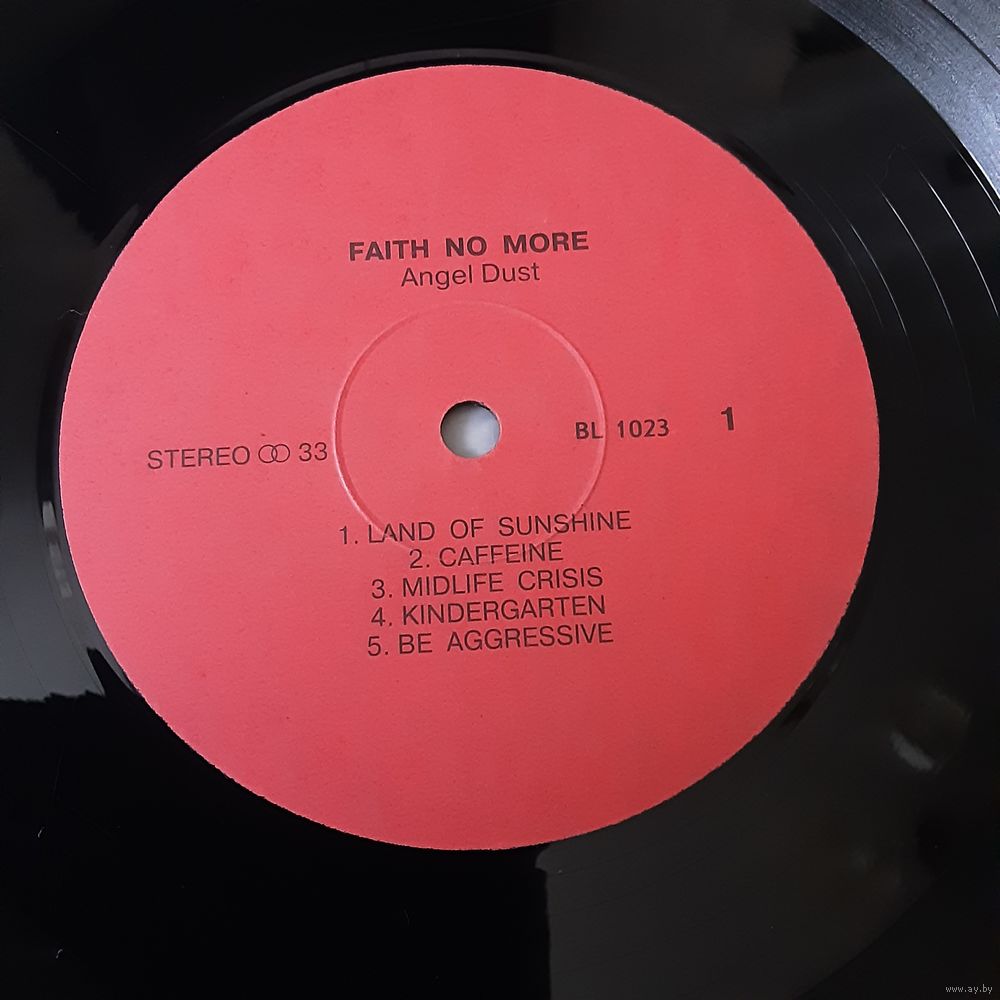 FAITH NO MORE
Angel Dust
STEREO 33
BL 1023
1
1. LAND OF SUNSHINE
2. CAFFEINE
3. MIDLIFE CRISIS
4. KINDERGARTEN
5. BE AGGRESSIVE
www.ay.by